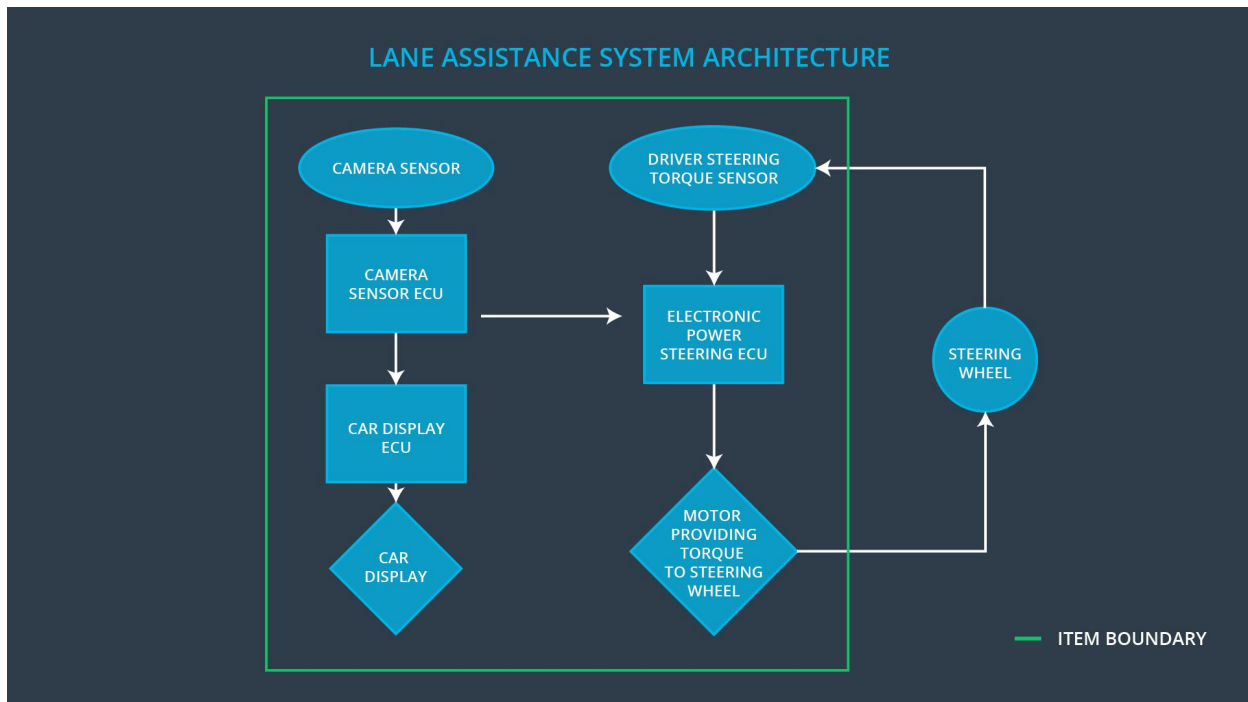 LANE ASSISTANCE SYSTEM ARCHITECTURE
CAMERA SENSOR
CAMERA
SENSOR ECU
CAR DISPLAY
ECU
CAR
DISPLAY
DRIVER STEERING
TORQUE SENSOR
ELECTRONIC
POWER
STEERING ECU
MOTOR
PROVIDING
TORQUE
TO STEERING
WHEEL
STEERING
WHEEL
ITEM BOUNDARY